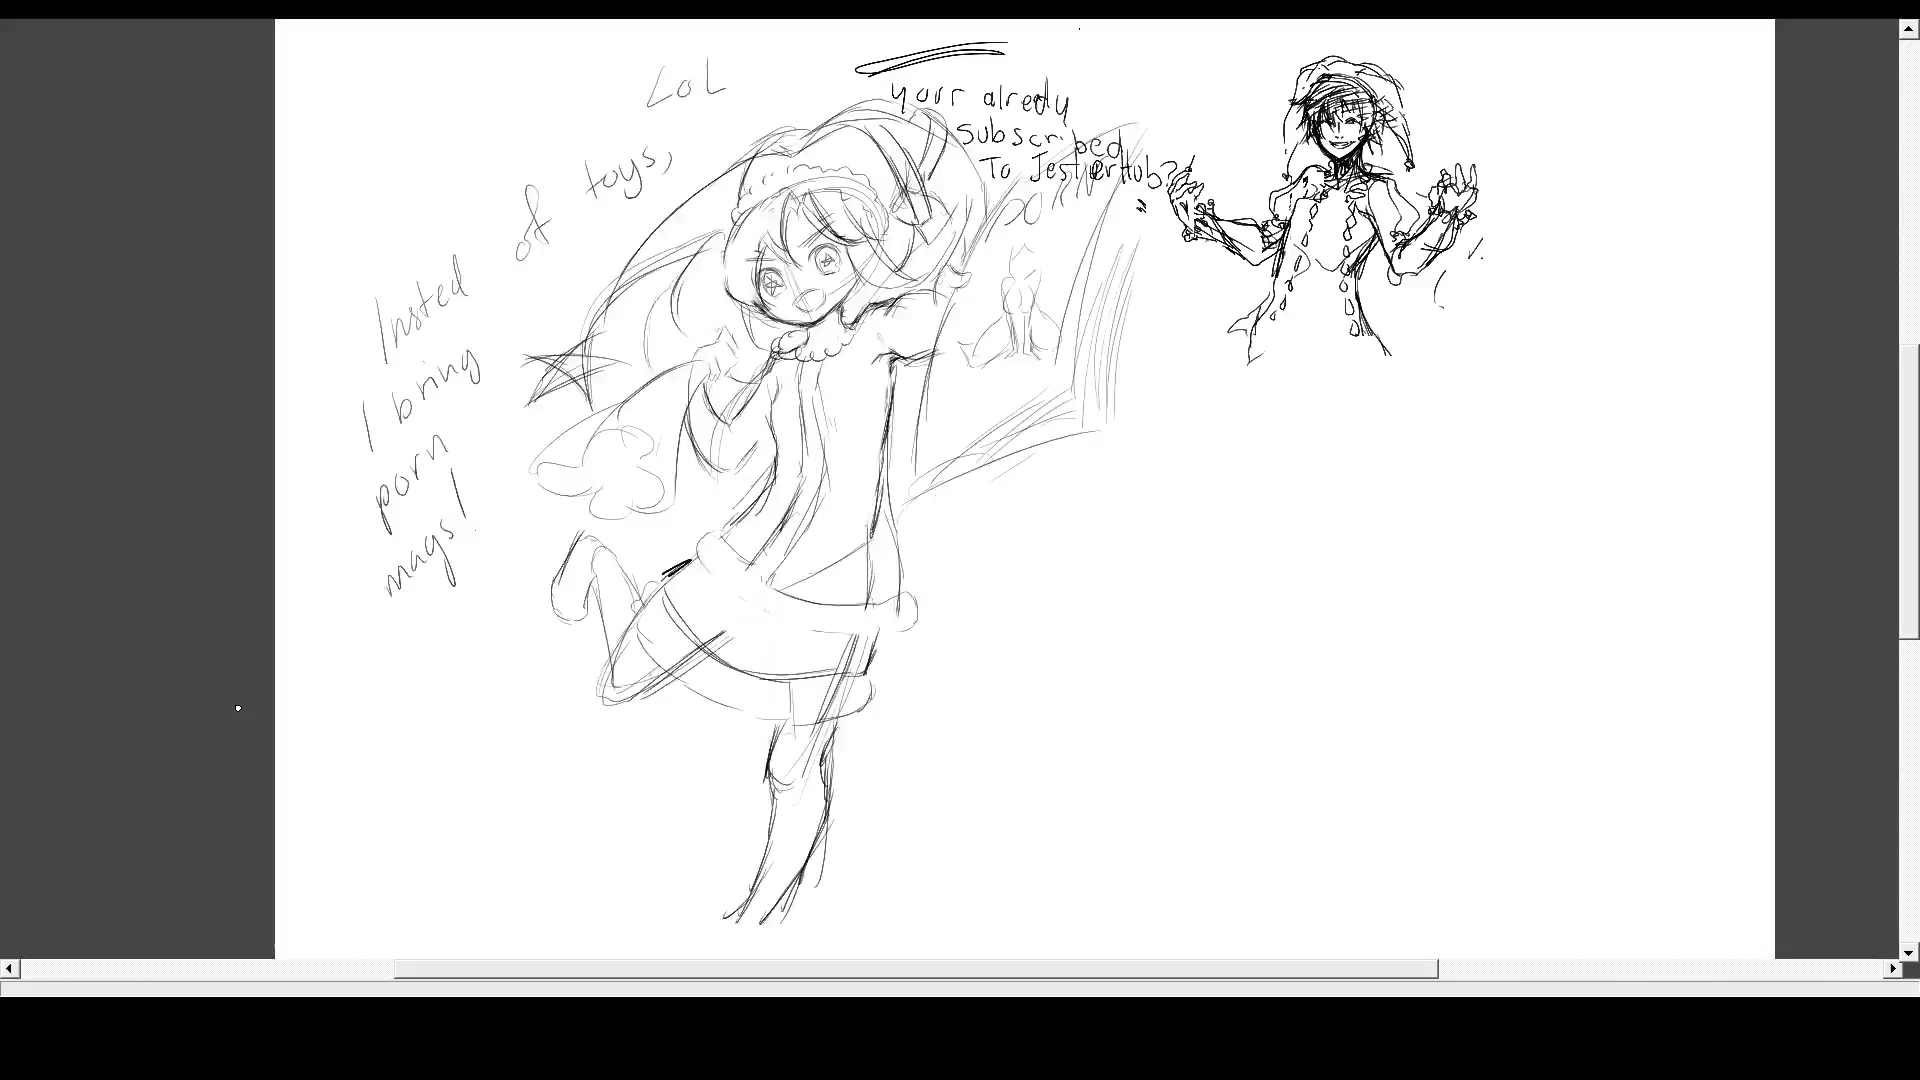 LoL
your alredy
Subscribed
To JesterHub?
Insted of toys,
I bring
porn
mags!